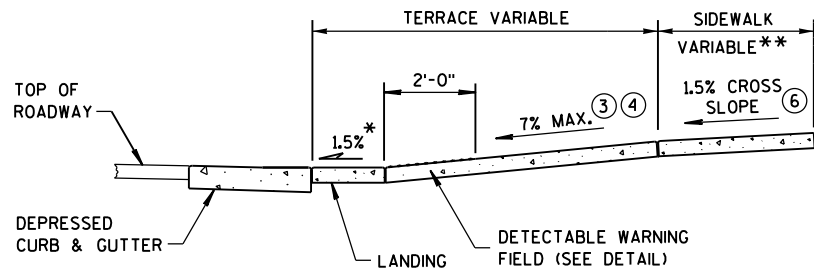 TERRACE VARIABLE
SIDEWALK
VARIABLE**
TOP OF
ROADWAY
2'-0"
1.5%*
7% MAX. 3 4
1.5% CROSS
SLOPE 6
DEPRESSED
CURB & GUTTER
LANDING
DETECTABLE WARNING
FIELD (SEE DETAIL)